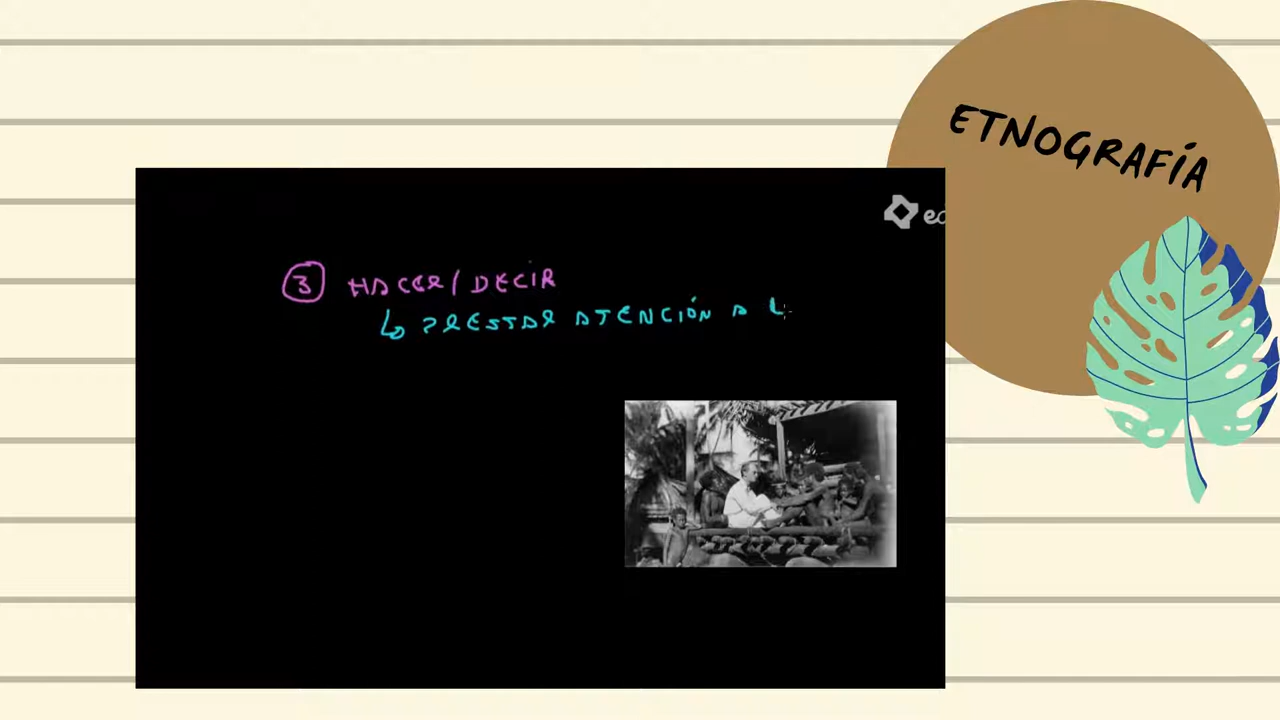 ETNOGRAFÍA
③ HACER/DECIR
↳ PRESTAR ATENCIÓN A L